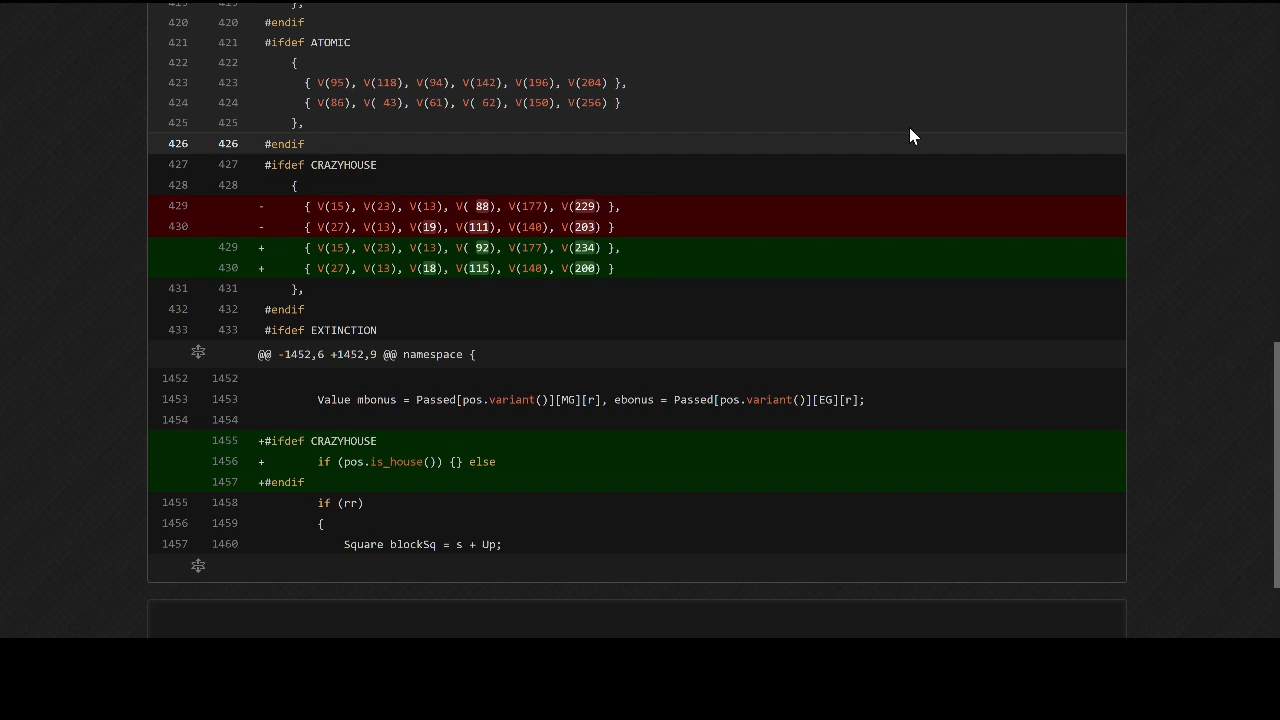 420 420 #endif
421 421 #ifdef ATOMIC
422 422 {
423 423 { V(95), V(118), V(94), V(142), V(196), V(204) },
424 424 { V(86), V( 43), V(61), V( 62), V(150), V(256) }
425 425 },
426 426 #endif
427 427 #ifdef CRAZYHOUSE
428 428 {
429 - { V(15), V(23), V(13), V( 88), V(177), V(229) },
430 - { V(27), V(13), V(19), V(111), V(140), V(203) }
429 + { V(15), V(23), V(13), V( 92), V(177), V(234) },
430 + { V(27), V(13), V(18), V(115), V(140), V(200) }
431 431 },
432 432 #endif
433 433 #ifdef EXTINCTION
@@ -1452,6 +1452,9 @@ namespace {
1452 1452
1453 1453 Value mbonus = Passed[pos.variant()][MG][r], ebonus = Passed[pos.variant()][EG][r];
1454 1454
1455 +#ifdef CRAZYHOUSE
1456 + if (pos.is_house()) {} else
1457 +#endif
1455 1458 if (rr)
1456 1459 {
1457 1460 Square blockSq = s + Up;